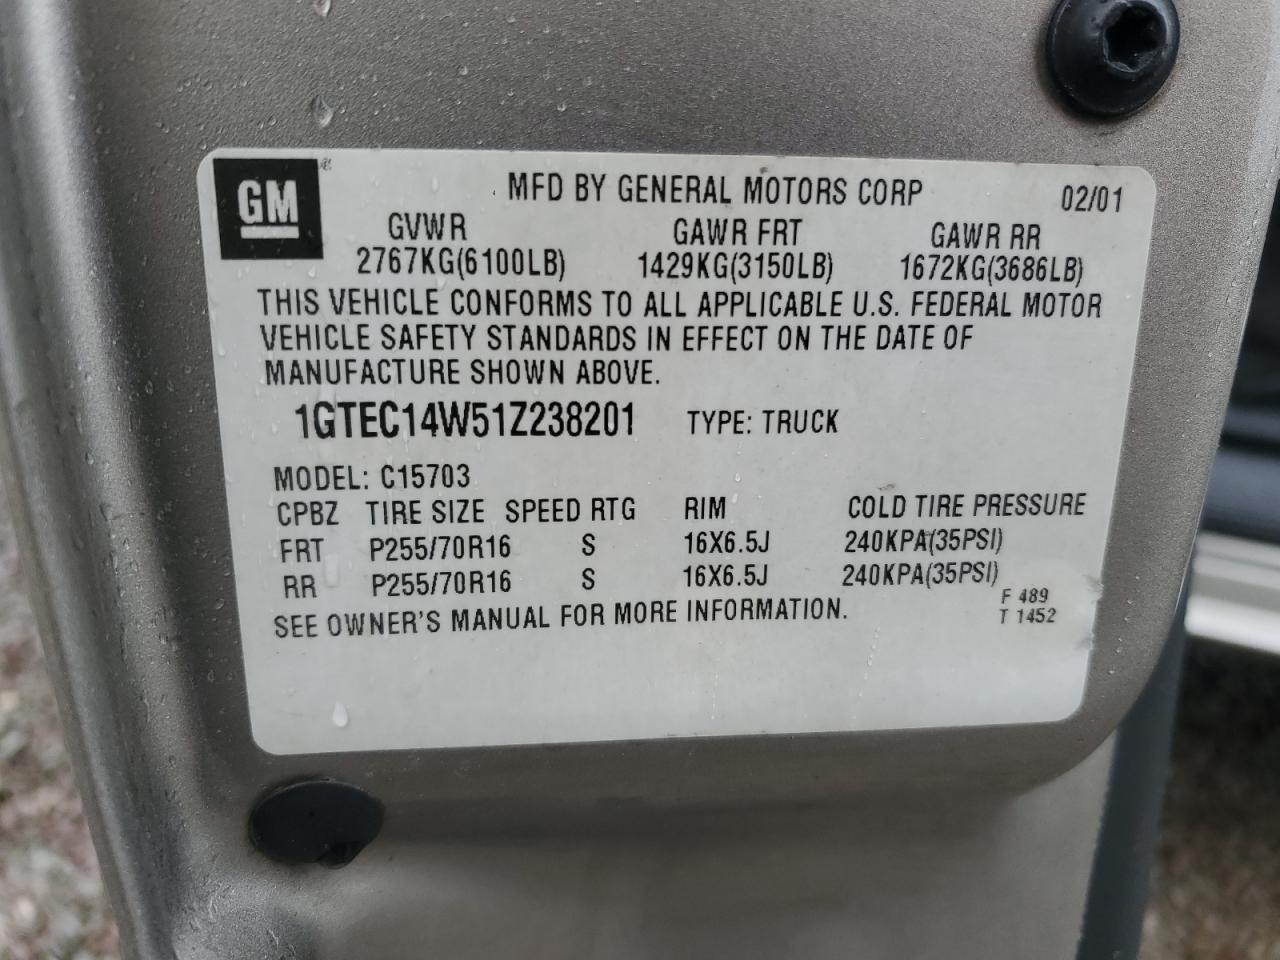 GM®
MFD BY GENERAL MOTORS CORP 02/01
GVWR GAWR FRT GAWR RR
2767KG(6100LB) 1429KG(3150LB) 1672KG(3686LB)
THIS VEHICLE CONFORMS TO ALL APPLICABLE U.S. FEDERAL MOTOR
VEHICLE SAFETY STANDARDS IN EFFECT ON THE DATE OF
MANUFACTURE SHOWN ABOVE.
1GTEC14W51Z238201 TYPE: TRUCK
MODEL: C15703
CPBZ TIRE SIZE SPEED RTG RIM COLD TIRE PRESSURE
FRT P255/70R16 S 16X6.5J 240KPA(35PSI)
RR P255/70R16 S 16X6.5J 240KPA(35PSI)
SEE OWNER'S MANUAL FOR MORE INFORMATION.
F 489
T 1452